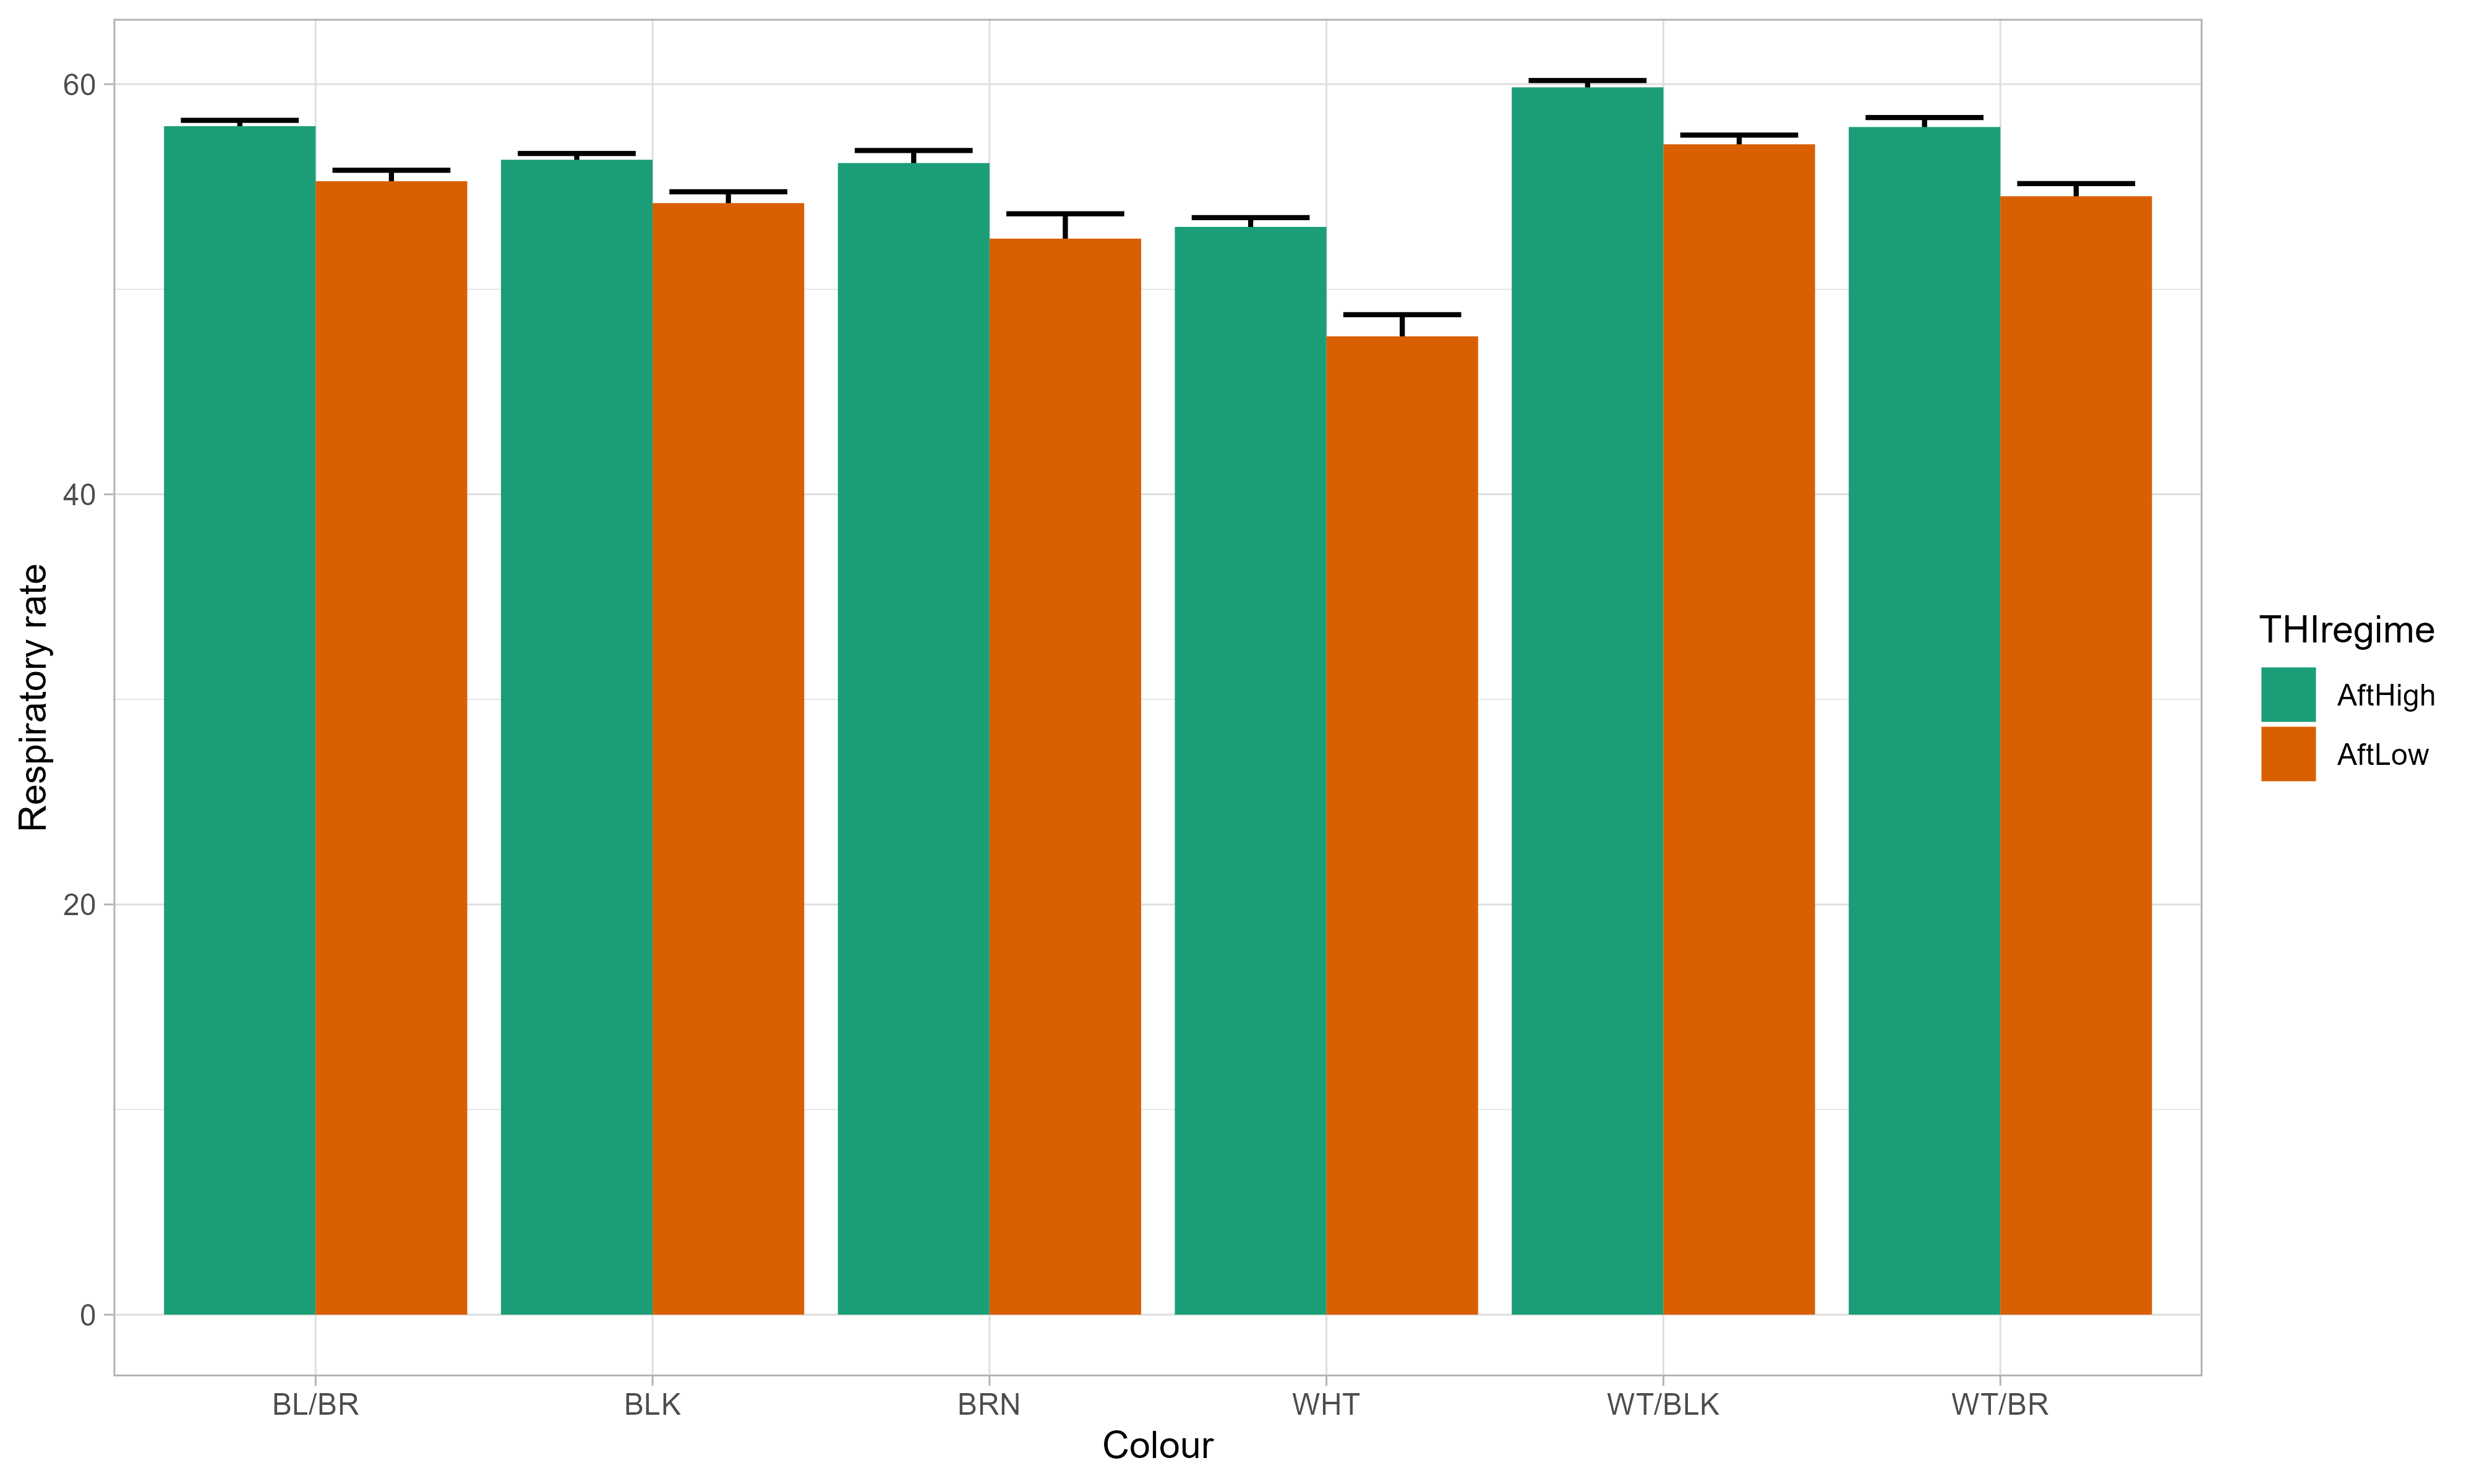 60
40
20
0
Respiratory rate
BL/BR BLK BRN WHT WT/BLK WT/BR
Colour
THIregime
AftHigh
AftLow